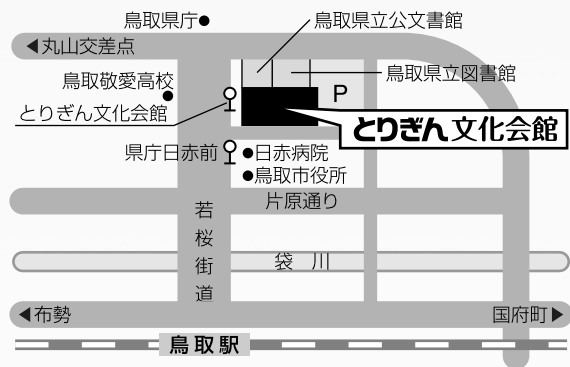 鳥取県庁●
鳥取県立公文書館
◀丸山交差点
鳥取県立図書館
鳥取敬愛高校
P
とりぎん文化会館
とりぎん文化会館
県庁日赤前
●日赤病院
●鳥取市役所
片原通り
若桜街道
袋川
◀布勢
国府町▶
鳥取駅